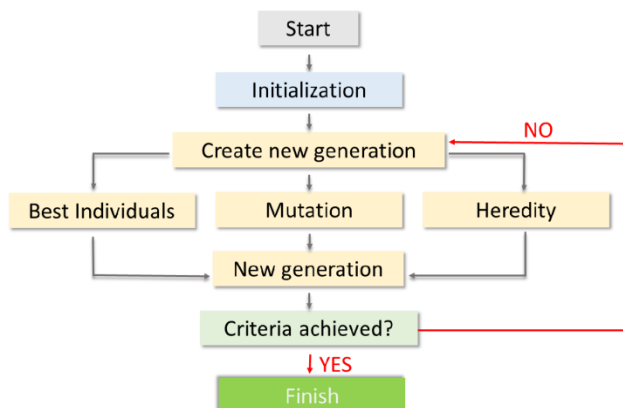 Start
Initialization
NO
Create new generation
Best Individuals
Mutation
Heredity
New generation
Criteria achieved?
YES
Finish